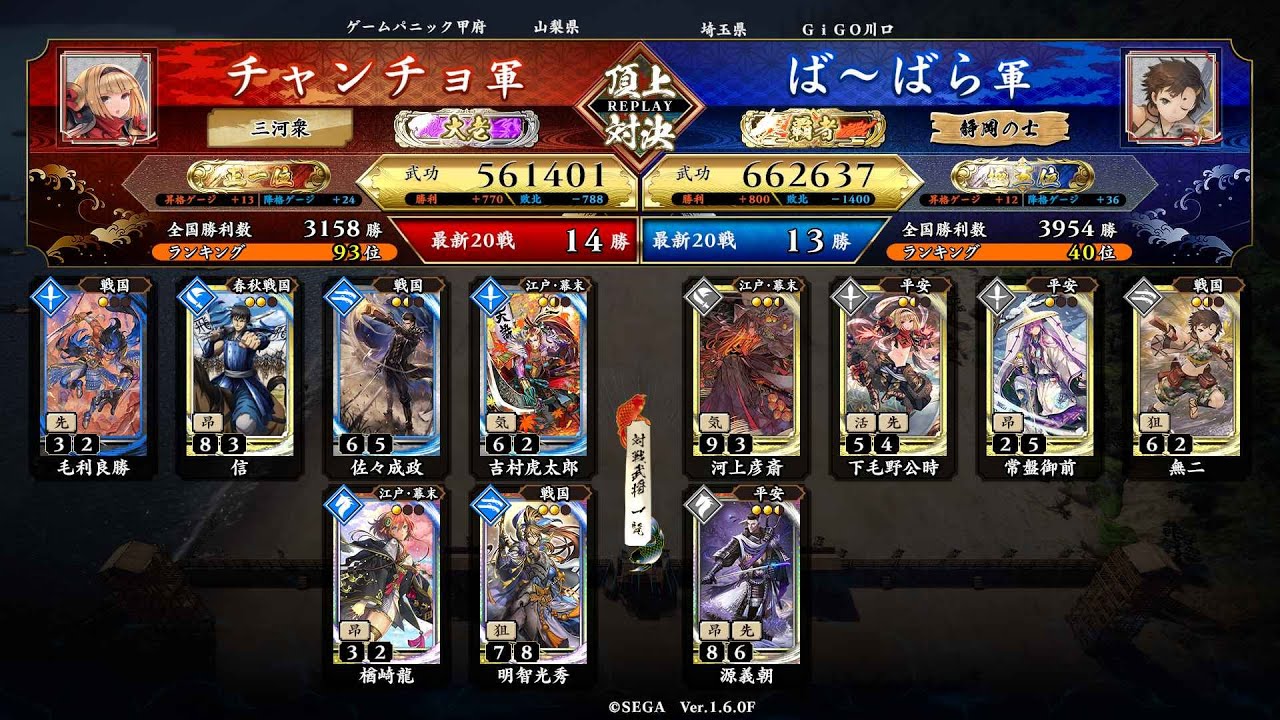 ゲームパニック甲府 山梨県 埼玉県 GiGO川口
チャンチョ軍
頂上
REPLAY
対決
ば～ばら軍
三河衆 大老 覇者 静岡の士
正一位
武功 561401
武功 662637
昇格ゲージ +13 降格ゲージ +24
勝利 +770 敗北 -788
勝利 +800 敗北 -1400
昇格ゲージ +12 降格ゲージ +36
全国勝利数 3158勝
ランキング 93位
最新20戦 14勝
最新20戦 13勝
全国勝利数 3954勝
ランキング 40位
戦国 春秋戦国 戦国 江戸・幕末 江戸・幕末 平安 平安 戦国
先 昂 気 気 活 先 昂 狙
3 2 8 3 6 5 6 2 9 3 5 4 2 5 6 2
毛利良勝 信 佐々成政 吉村虎太郎 河上彦斎 下毛野公時 常盤御前 無二
対戦武将一覧
江戸・幕末 戦国 平安
昂 狙 昂 先
3 2 7 8 8 6
楢崎龍 明智光秀 源義朝
©SEGA Ver.1.6.0F